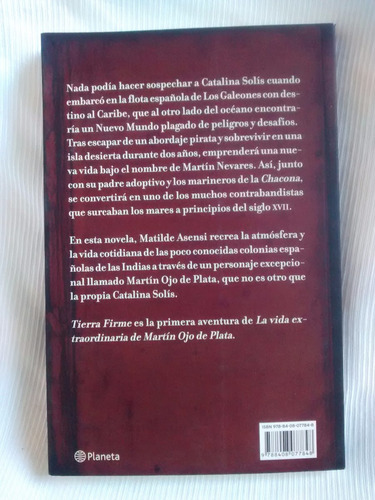 Nada podía hacer sospechar a Catalina Solís cuando
embarcó en la flota española de Los Galeones con des-
tino al Caribe, que al otro lado del océano encontra-
ría un Nuevo Mundo plagado de peligros y desafíos.
Tras escapar de un abordaje pirata y sobrevivir en una
isla desierta durante dos años, emprenderá una nue-
va vida bajo el nombre de Martín Nevares. Así, junto
con su padre adoptivo y los marineros de la Chacona,
se convertirá en uno de los muchos contrabandistas
que surcaban los mares a principios del siglo XVII.
En esta novela, Matilde Asensi recrea la atmósfera y
la vida cotidiana de las poco conocidas colonias espa-
ñolas de las Indias a través de un personaje excepcio-
nal llamado Martín Ojo de Plata, que no es otro que
la propia Catalina Solís.
Tierra Firme es la primera aventura de La vida ex-
traordinaria de Martín Ojo de Plata.
Planeta
ISBN 978-84-08-07784-8
9788408077848